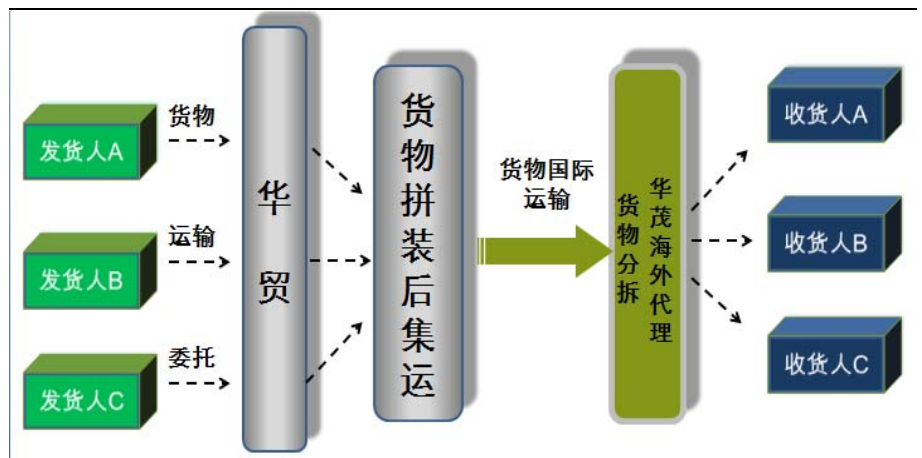 发货人A
货物
发货人B
运输
发货人C
委托
华贸
货物拼装后集运
货物国际
运输
华茂海外代理
货物分拆
收货人A
收货人B
收货人C